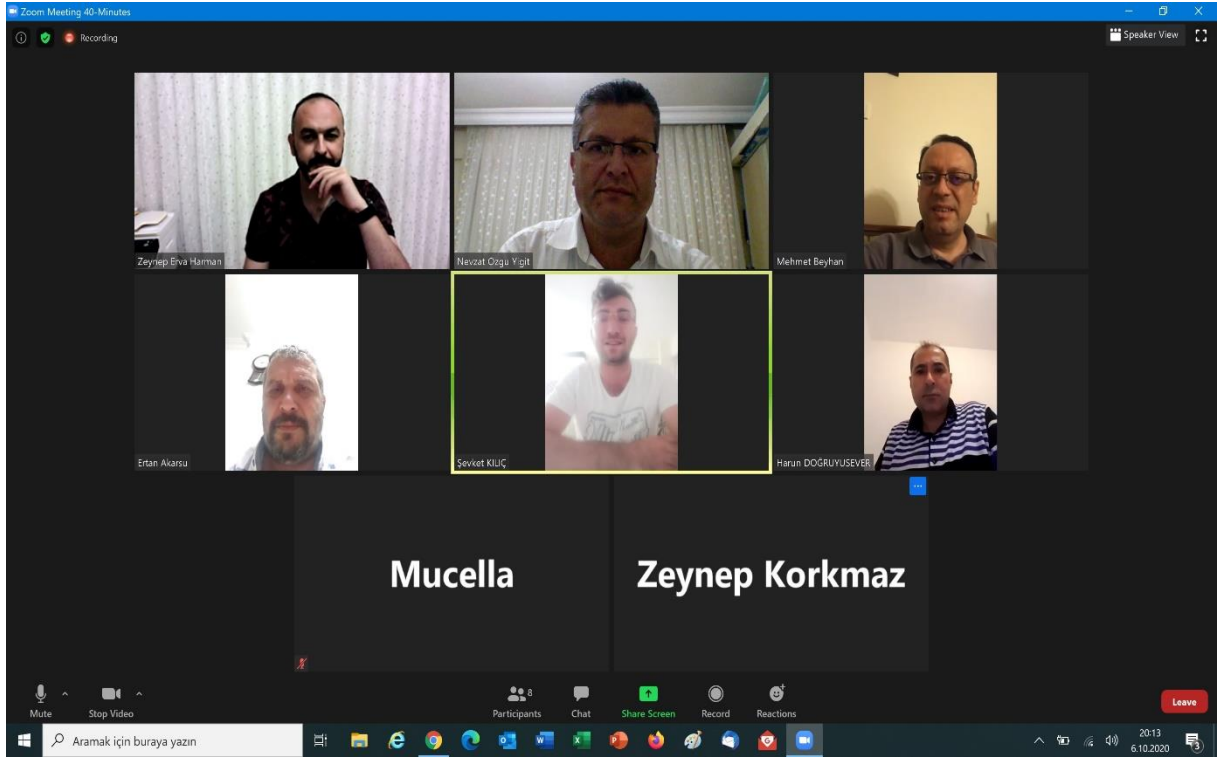 Zoom Meeting 40-Minutes
Recording
Speaker View
Zeynep Erva Harman
Nevzat Ozgu Yigit
Mehmet Beyhan
Ertan Akarsu
Şevket KILIÇ
Harun DOĞRUYUSEVER
Mucella
Zeynep Korkmaz
8
Mute
Stop Video
Participants
Chat
Share Screen
Record
Reactions
Leave
Aramak için buraya yazın
20:13
6.10.2020
3